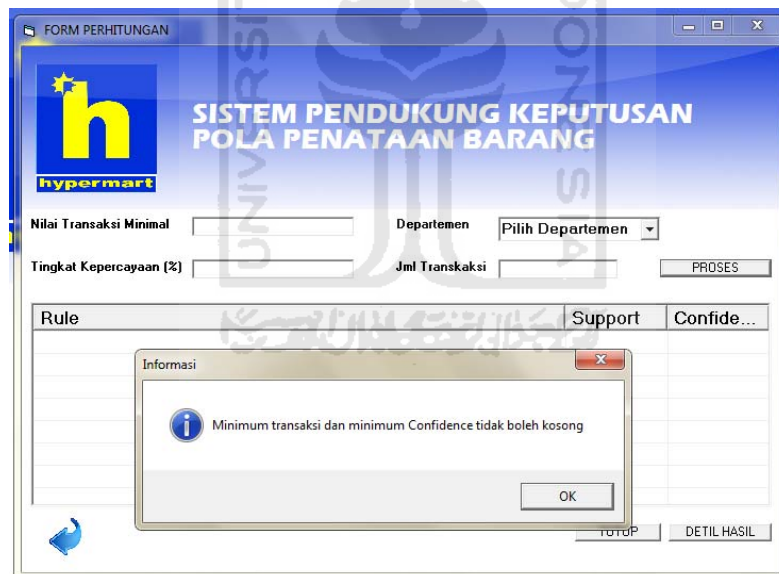 FORM PERHITUNGAN
SISTEM PENDUKUNG KEPUTUSAN
POLA PENATAAN BARANG
h
hypermart
Nilai Transaksi Minimal
Departemen
Pilih Departemen
Tingkat Kepercayaan (%)
Jml Transkaksi
PROSES
Rule
Support
Confide...
Informasi
Minimum transaksi dan minimum Confidence tidak boleh kosong
OK
TUTUP
DETIL HASIL